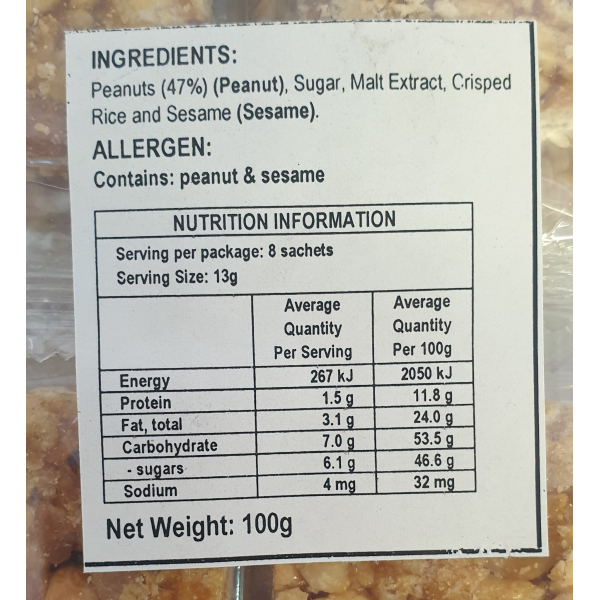 INGREDIENTS:
Peanuts (47%) (Peanut), Sugar, Malt Extract, Crisped
Rice and Sesame (Sesame).
ALLERGEN:
Contains: peanut & sesame
NUTRITION INFORMATION
Serving per package: 8 sachets
Serving Size: 13g
Average Quantity Per Serving Average Quantity Per 100g
Energy 267 kJ 2050 kJ
Protein 1.5 g 11.8 g
Fat, total 3.1 g 24.0 g
Carbohydrate 7.0 g 53.5 g
- sugars 6.1 g 46.6 g
Sodium 4 mg 32 mg
Net Weight: 100g